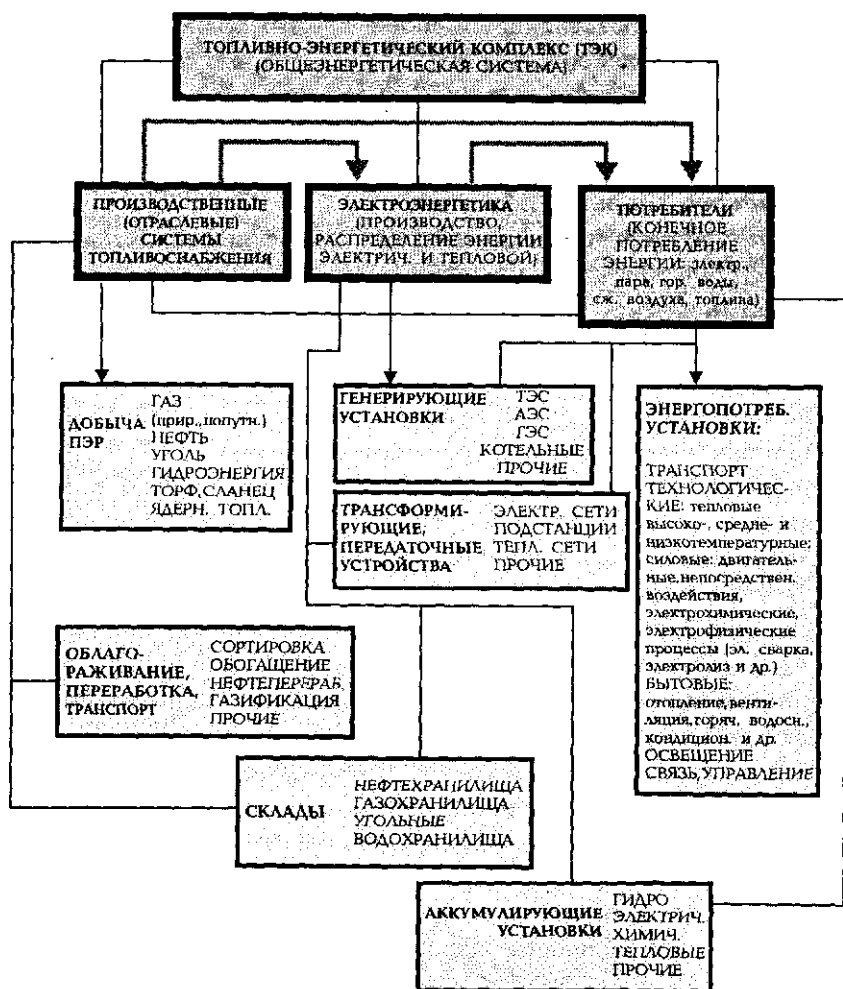 ТОПЛИВНО-ЭНЕРГЕТИЧЕСКИЙ КОМПЛЕКС (ТЭК)
(ОБЩЕЭНЕРГЕТИЧЕСКАЯ СИСТЕМА)
ПРОИЗВОДСТВЕННЫЕ
(ОТРАСЛЕВЫЕ)
СИСТЕМЫ
ТОПЛИВОСНАБЖЕНИЯ
ЭЛЕКТРОЭНЕРГЕТИКА
(ПРОИЗВОДСТВО,
РАСПРЕДЕЛЕНИЕ ЭНЕРГИИ
ЭЛЕКТРИЧ. И ТЕПЛОВОЙ)
ПОТРЕБИТЕЛИ
(КОНЕЧНОЕ
ПОТРЕБЛЕНИЕ
ЭНЕРГИИ: электр.,
пара, гор. воды,
сж. воздуха, топлива)
ДОБЫЧА
ПЭР
ГАЗ
(прир., попутн.)
НЕФТЬ
УГОЛЬ
ГИДРОЭНЕРГИЯ
ТОРФ, СЛАНЕЦ
ЯДЕРН. ТОПЛ.
ГЕНЕРИРУЮЩИЕ
УСТАНОВКИ
ТЭС
АЭС
ГЭС
КОТЕЛЬНЫЕ
ПРОЧИЕ
ТРАНСФОРМИ-
РУЮЩИЕ,
ПЕРЕДАТОЧНЫЕ
УСТРОЙСТВА
ЭЛЕКТР. СЕТИ
ПОДСТАНЦИИ
ТЕПЛ. СЕТИ
ПРОЧИЕ
ЭНЕРГОПОТРЕБ.
УСТАНОВКИ:
ТРАНСПОРТ
ТЕХНОЛОГИЧЕС-
КИЕ: тепловые
высоко-, средне- и
низкотемпературные;
силовые: двигатель-
ные, непосредствен.
воздействия,
электрохимические,
электрофизические
процессы (эл. сварка,
электролиз и др.)
БЫТОВЫЕ:
отопление, венти-
ляция, горяч. водосн.,
кондицион. и др.
ОСВЕЩЕНИЕ
СВЯЗЬ, УПРАВЛЕНИЕ
ОБЛАГО-
РАЖИВАНИЕ,
ПЕРЕРАБОТКА,
ТРАНСПОРТ
СОРТИРОВКА
ОБОГАЩЕНИЕ
НЕФТЕПЕРЕРАБ.
ГАЗИФИКАЦИЯ
ПРОЧИЕ
СКЛАДЫ
НЕФТЕХРАНИЛИЩА
ГАЗОХРАНИЛИЩА
УГОЛЬНЫЕ
ВОДОХРАНИЛИЩА
АККУМУЛИРУЮЩИЕ
УСТАНОВКИ
ГИДРО
ЭЛЕКТРИЧ.
ХИМИЧ.
ТЕПЛОВЫЕ
ПРОЧИЕ